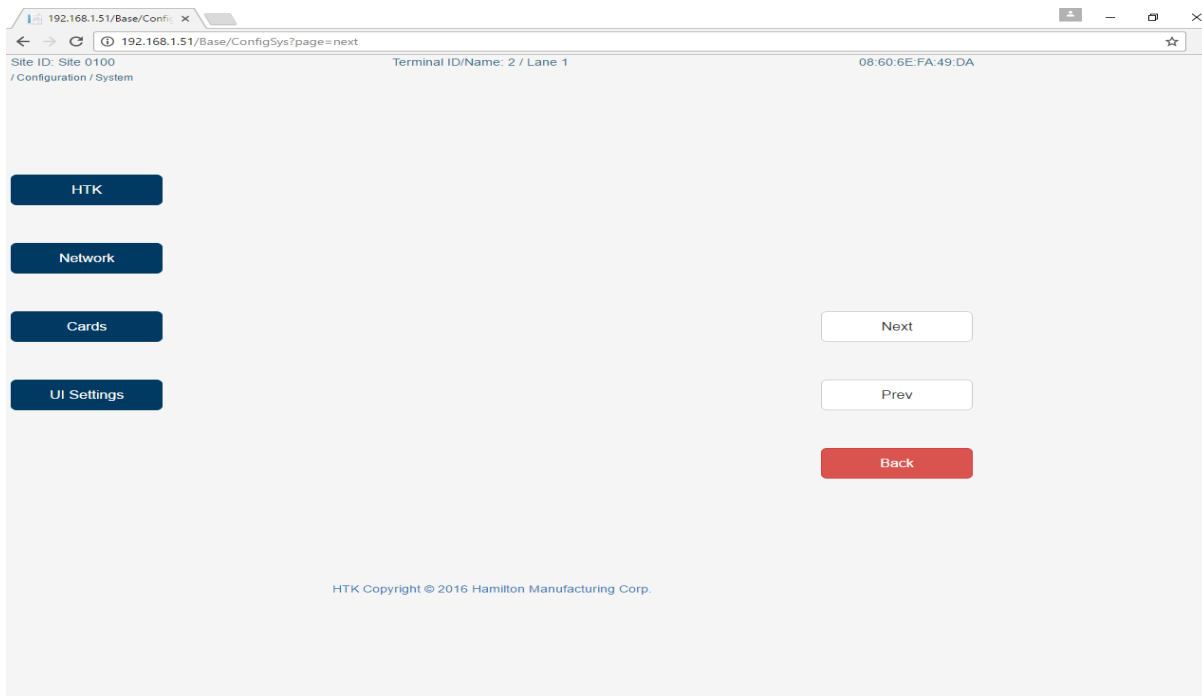 192.168.1.51/Base/Config
192.168.1.51/Base/ConfigSys?page=next
Site ID: Site 0100 Terminal ID/Name: 2 / Lane 1 08:60:6E:FA:49:DA
/ Configuration / System
HTK
Network
Cards Next
UI Settings Prev
Back
HTK Copyright © 2016 Hamilton Manufacturing Corp.